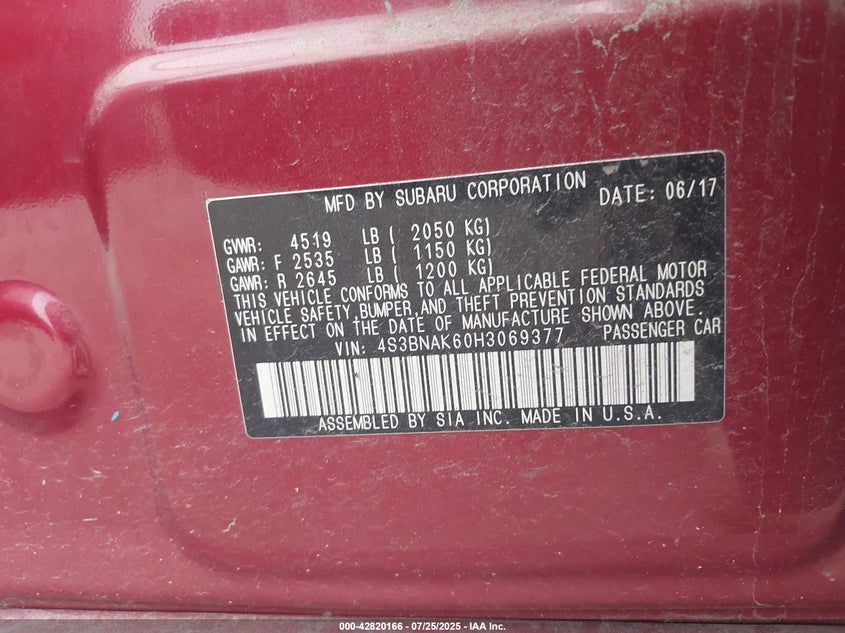 MFD BY SUBARU CORPORATION DATE: 06/17
GVWR: 4519 LB ( 2050 KG)
GAWR: F 2535 LB ( 1150 KG)
GAWR: R 2645 LB ( 1200 KG)
THIS VEHICLE CONFORMS TO ALL APPLICABLE FEDERAL MOTOR
VEHICLE SAFETY, BUMPER, AND THEFT PREVENTION STANDARDS
IN EFFECT ON THE DATE OF MANUFACTURE SHOWN ABOVE.
VIN: 4S3BNAK60H3069377 PASSENGER CAR
ASSEMBLED BY SIA INC. MADE IN U.S.A.
000-42820166 - 07/25/2025 - IAA Inc.